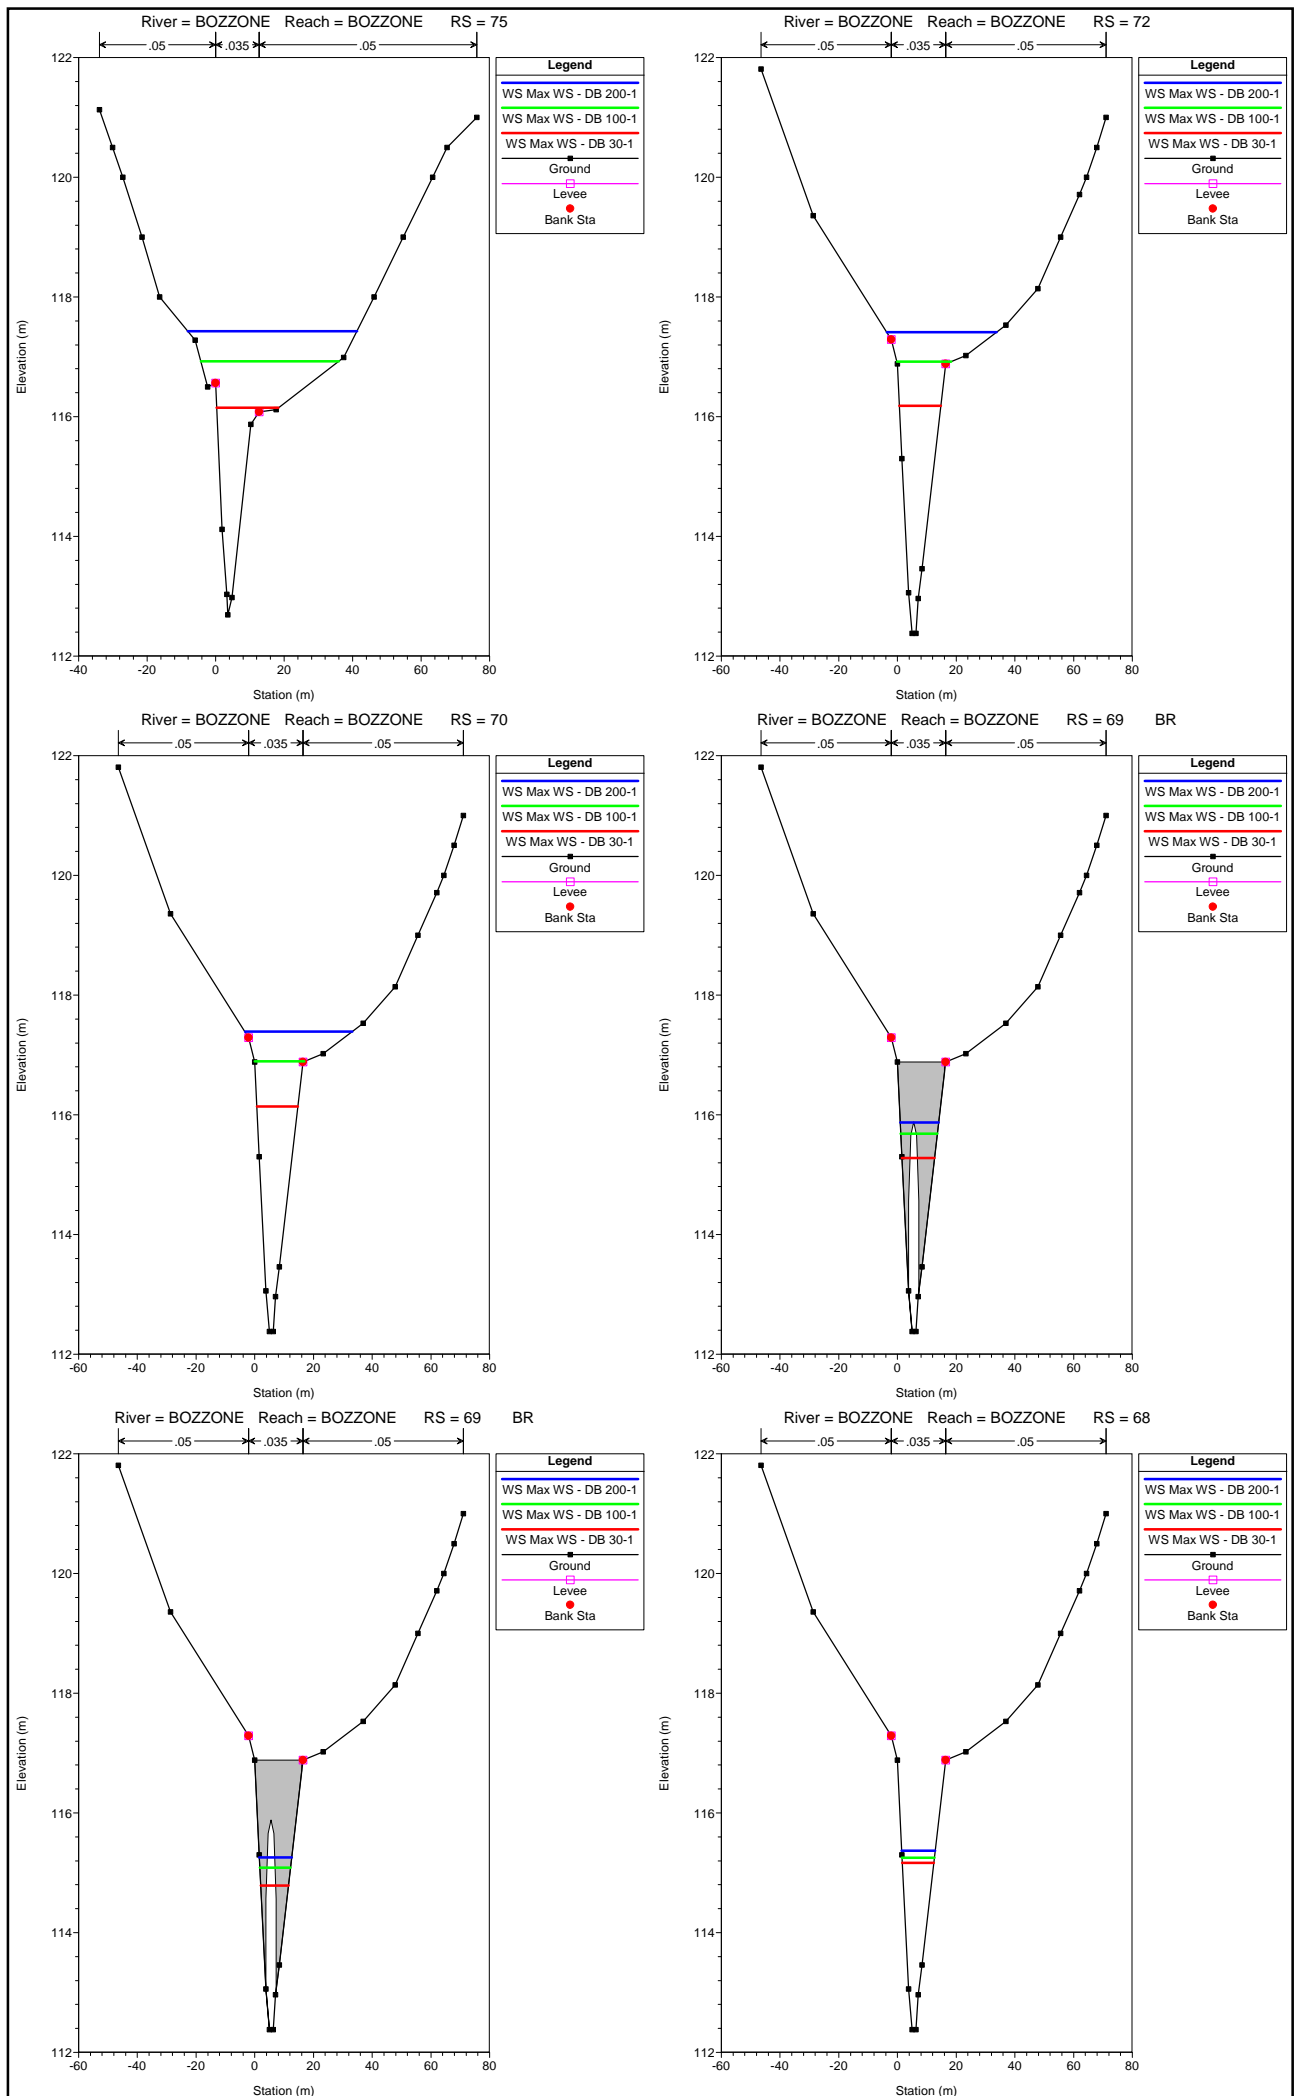 River = BOZZONE Reach = BOZZONE RS = 75
.05 .035 .05
Legend
WS Max WS - DB 200-1
WS Max WS - DB 100-1
WS Max WS - DB 30-1
Ground
Levee
Bank Sta
122
120
118
116
114
112
Elevation (m)
-40 -20 0 20 40 60 80
Station (m)
River = BOZZONE Reach = BOZZONE RS = 72
.05 .035 .05
Legend
WS Max WS - DB 200-1
WS Max WS - DB 100-1
WS Max WS - DB 30-1
Ground
Levee
Bank Sta
122
120
118
116
114
112
Elevation (m)
-60 -40 -20 0 20 40 60 80
Station (m)
River = BOZZONE Reach = BOZZONE RS = 70
.05 .035 .05
Legend
WS Max WS - DB 200-1
WS Max WS - DB 100-1
WS Max WS - DB 30-1
Ground
Levee
Bank Sta
122
120
118
116
114
112
Elevation (m)
-60 -40 -20 0 20 40 60 80
Station (m)
River = BOZZONE Reach = BOZZONE RS = 69 BR
.05 .035 .05
Legend
WS Max WS - DB 200-1
WS Max WS - DB 100-1
WS Max WS - DB 30-1
Ground
Levee
Bank Sta
122
120
118
116
114
112
Elevation (m)
-60 -40 -20 0 20 40 60 80
Station (m)
River = BOZZONE Reach = BOZZONE RS = 69 BR
.05 .035 .05
Legend
WS Max WS - DB 200-1
WS Max WS - DB 100-1
WS Max WS - DB 30-1
Ground
Levee
Bank Sta
122
120
118
116
114
112
Elevation (m)
-60 -40 -20 0 20 40 60 80
Station (m)
River = BOZZONE Reach = BOZZONE RS = 68
.05 .035 .05
Legend
WS Max WS - DB 200-1
WS Max WS - DB 100-1
WS Max WS - DB 30-1
Ground
Levee
Bank Sta
122
120
118
116
114
112
Elevation (m)
-60 -40 -20 0 20 40 60 80
Station (m)